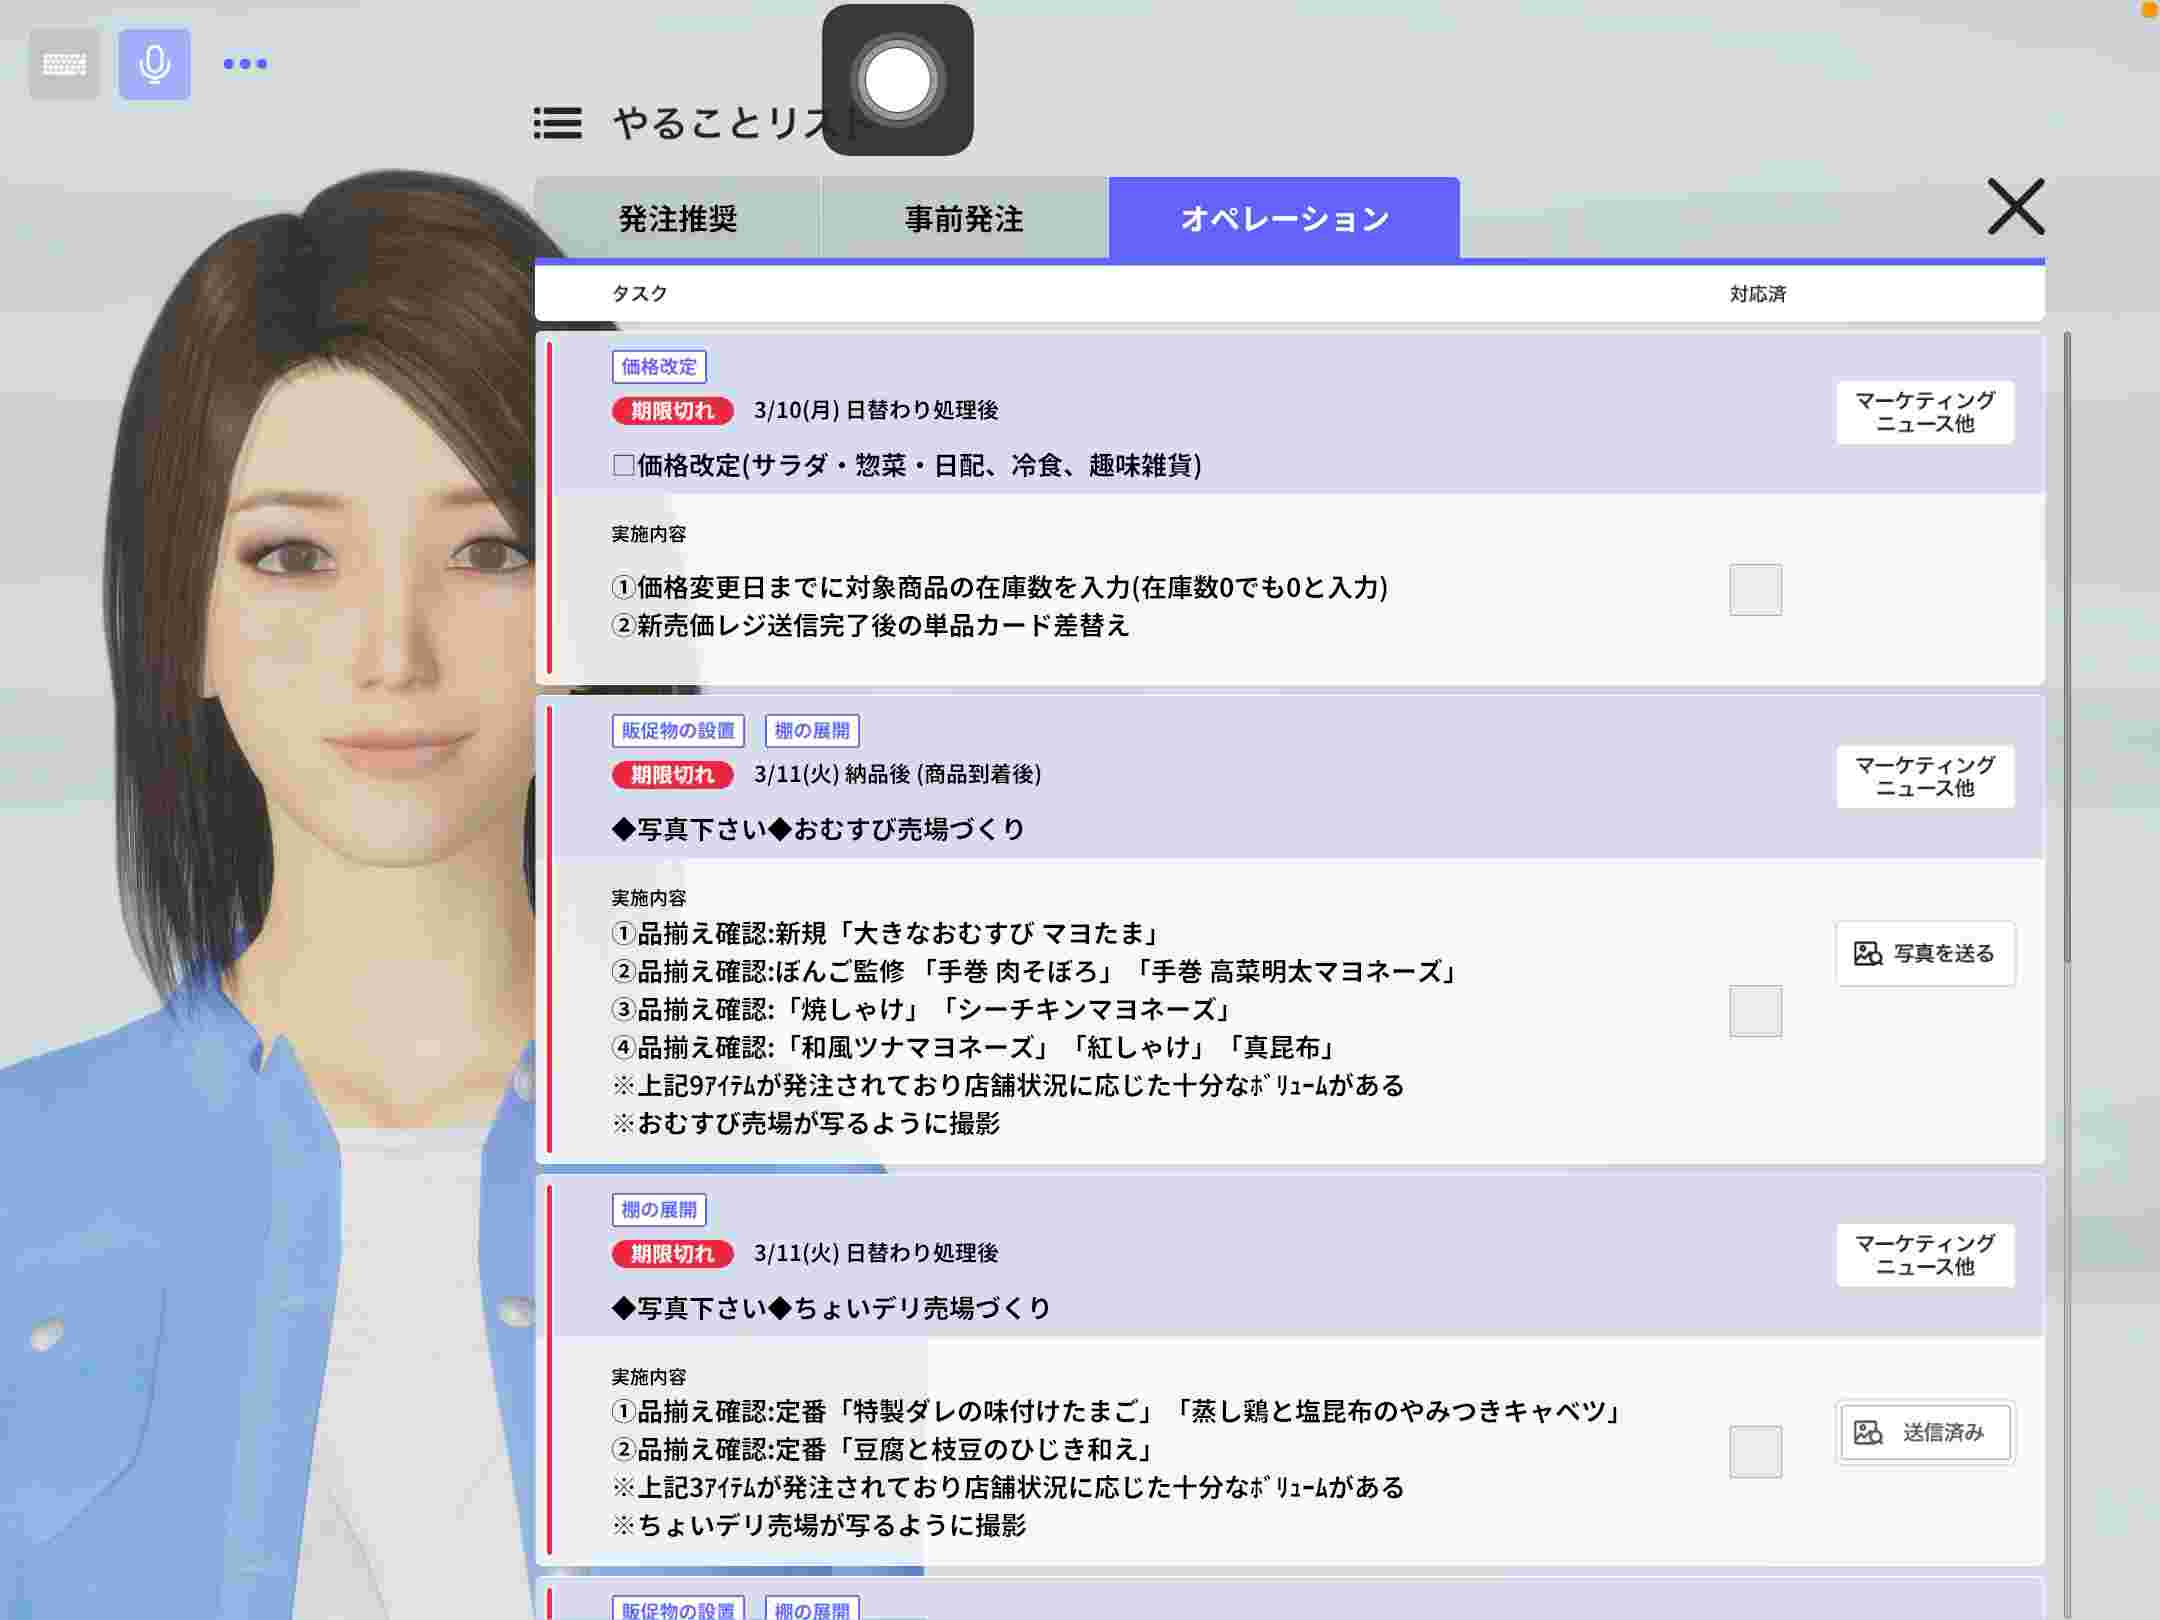 やることリスト
発注推奨
事前発注
オペレーション
タスク
対応済
価格改定
期限切れ 3/10(月) 日替わり処理後
□価格改定(サラダ・惣菜・日配、冷食、趣味雑貨)
マーケティング
ニュース他
実施内容
①価格変更日までに対象商品の在庫数を入力(在庫数0でも0と入力)
②新売価レジ送信完了後の単品カード差替え
販促物の設置 棚の展開
期限切れ 3/11(火) 納品後 (商品到着後)
◆写真下さい◆おむすび売場づくり
マーケティング
ニュース他
実施内容
①品揃え確認:新規「大きなおむすび マヨたま」
②品揃え確認:ぼんご監修 「手巻 肉そぼろ」「手巻 高菜明太マヨネーズ」
③品揃え確認:「焼しゃけ」「シーチキンマヨネーズ」
④品揃え確認:「和風ツナマヨネーズ」「紅しゃけ」「真昆布」
※上記9ｱｲﾃﾑが発注されており店舗状況に応じた十分なﾎﾞﾘｭｰﾑがある
※おむすび売場が写るように撮影
写真を送る
棚の展開
期限切れ 3/11(火) 日替わり処理後
◆写真下さい◆ちょいデリ売場づくり
マーケティング
ニュース他
実施内容
①品揃え確認:定番「特製ダレの味付けたまご」「蒸し鶏と塩昆布のやみつきキャベツ」
②品揃え確認:定番「豆腐と枝豆のひじき和え」
※上記3ｱｲﾃﾑが発注されており店舗状況に応じた十分なﾎﾞﾘｭｰﾑがある
※ちょいデリ売場が写るように撮影
送信済み
販促物の設置 棚の展開